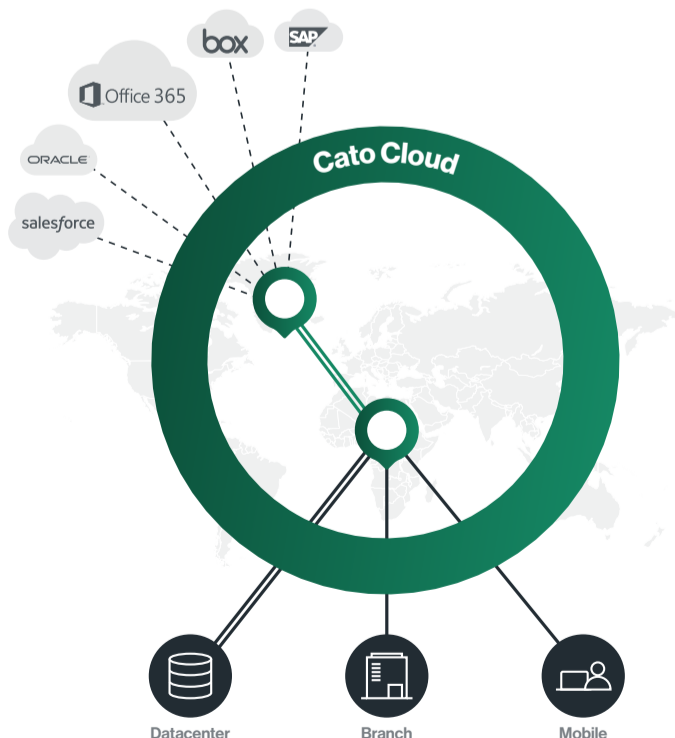 box
SAP
Office 365
Cato Cloud
ORACLE
salesforce
Datacenter
Branch
Mobile